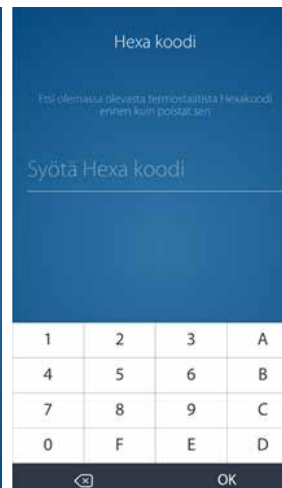 Hexa koodi
Etsi olemassa olevasta termostaatista Hexakoodi
ennen kuin poistat sen
Syötä Hexa koodi
1 2 3 A
4 5 6 B
7 8 9 C
0 F E D
OK